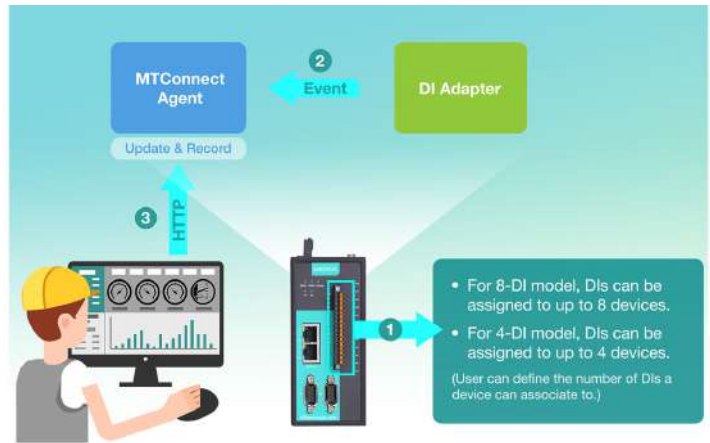 MTConnect
Agent
2
Event
DI Adapter
Update & Record
3
HTTP
MOXA
1
• For 8-DI model, DIs can be
assigned to up to 8 devices.
• For 4-DI model, DIs can be
assigned to up to 4 devices.
(User can define the number of DIs a
device can associate to.)